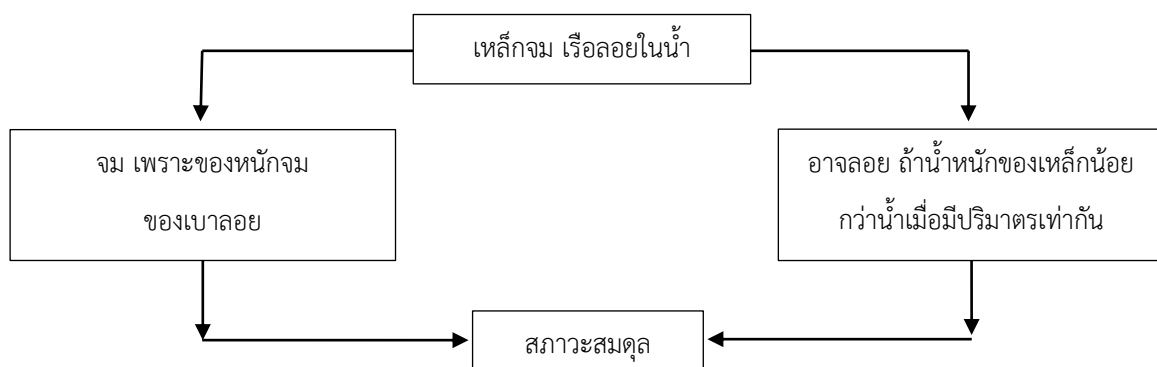 เหล็กจม เรือลอยในน้ำ
จม เพราะของหนักจม
ของเบาลอย
อาจลอย ถ้าน้ำหนักของเหล็กน้อย
กว่าน้ำเมื่อมีปริมาตรเท่ากัน
สภาวะสมดุล